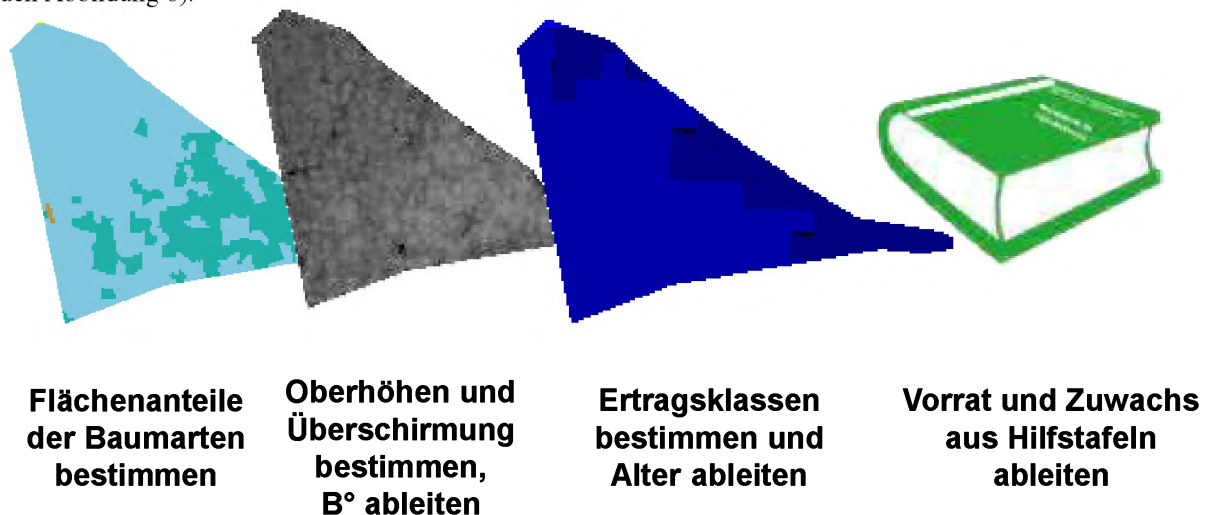 Flächenanteile
der Baumarten
bestimmen
Oberhöhen und
Überschirmung
bestimmen,
B° ableiten
Ertragsklassen
bestimmen und
Alter ableiten
Vorrat und Zuwachs
aus Hilfstafeln
ableiten